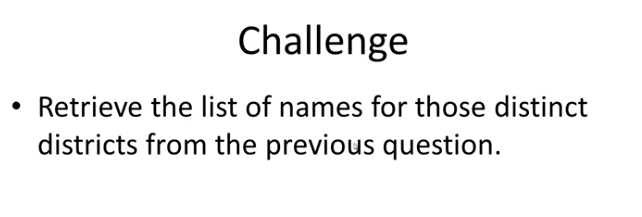 Challenge
• Retrieve the list of names for those distinct
districts from the previous question.